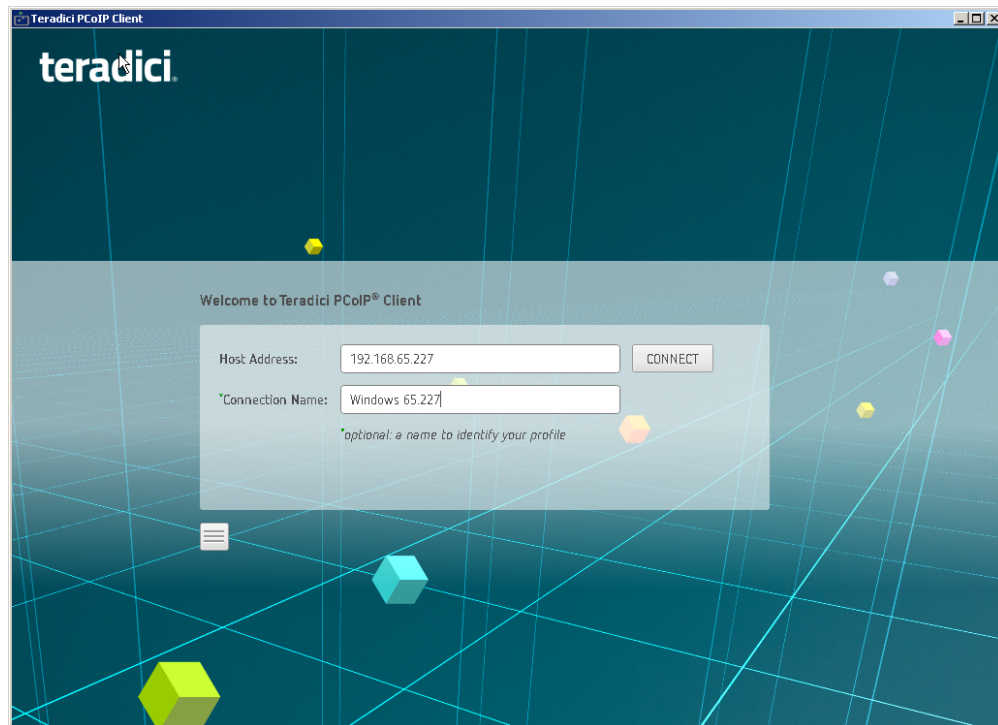 Teradici PCoIP Client
teradici.
Welcome to Teradici PCoIP® Client
Host Address: 192.168.65.227 CONNECT
*Connection Name: Windows 65.227
*optional: a name to identify your profile